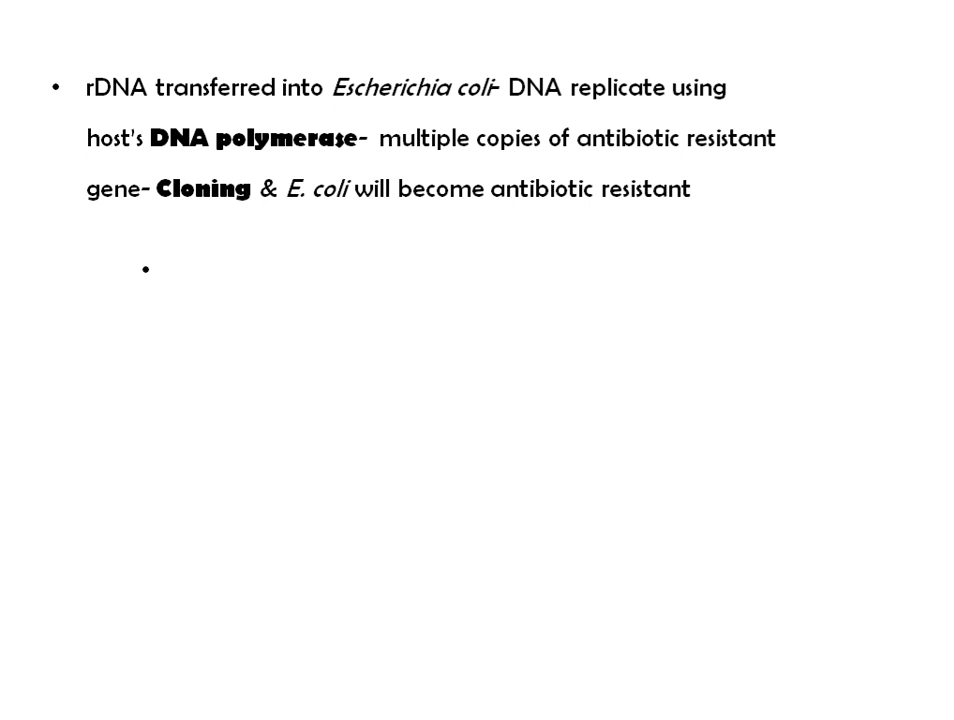 • rDNA transferred into Escherichia coli- DNA replicate using
host's DNA polymerase- multiple copies of antibiotic resistant
gene- Cloning & E. coli will become antibiotic resistant
•